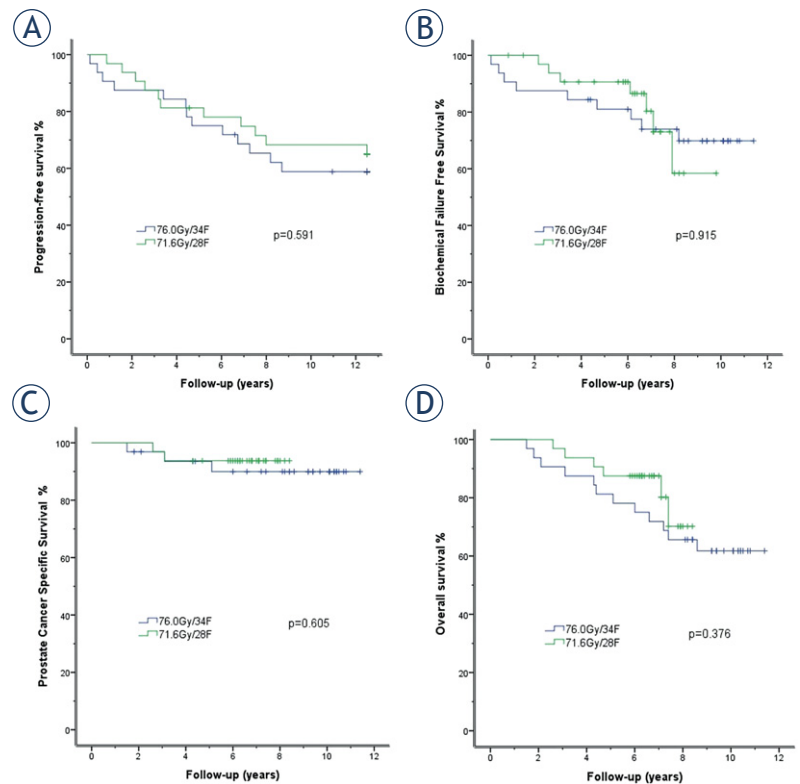 A
Progression-free survival %
100
80
60
40
20
0
76.0Gy/34F
71.6Gy/28F
p=0.591
0 2 4 6 8 10 12
Follow-up (years)
B
Biochemical Failure Free Survival %
100
80
60
40
20
0
76.0Gy/34F
71.6Gy/28F
p=0.915
0 2 4 6 8 10 12
Follow-up (years)
C
Prostate Cancer Specific Survival %
100
80
60
40
20
0
76.0Gy/34F
71.6Gy/28F
p=0.605
0 2 4 6 8 10 12
Follow-up (years)
D
Overall survival %
100
80
60
40
20
0
76.0Gy/34F
71.6Gy/28F
p=0.376
0 2 4 6 8 10 12
Follow-up (years)